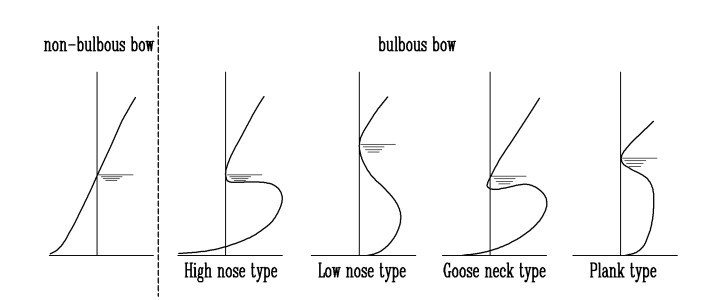 non-bulbous bow
bulbous bow
High nose type
Low nose type
Goose neck type
Plank type